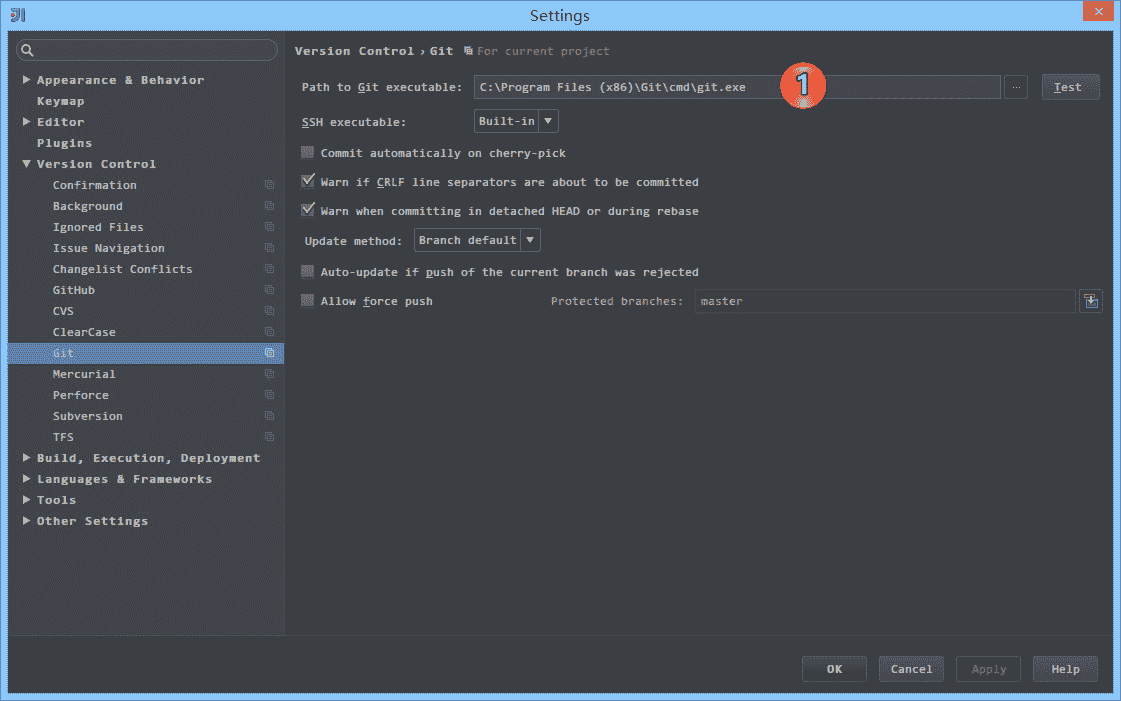 Settings
Version Control › Git For current project
Appearance & Behavior
Keymap
Editor
Plugins
Version Control
Confirmation
Background
Ignored Files
Issue Navigation
Changelist Conflicts
GitHub
CVS
ClearCase
Git
Mercurial
Perforce
Subversion
TFS
Build, Execution, Deployment
Languages & Frameworks
Tools
Other Settings
Path to Git executable: C:\Program Files (x86)\Git\cmd\git.exe 1 ... Test
SSH executable: Built-in
Commit automatically on cherry-pick
Warn if CRLF line separators are about to be committed
Warn when committing in detached HEAD or during rebase
Update method: Branch default
Auto-update if push of the current branch was rejected
Allow force push Protected branches: master
OK Cancel Apply Help